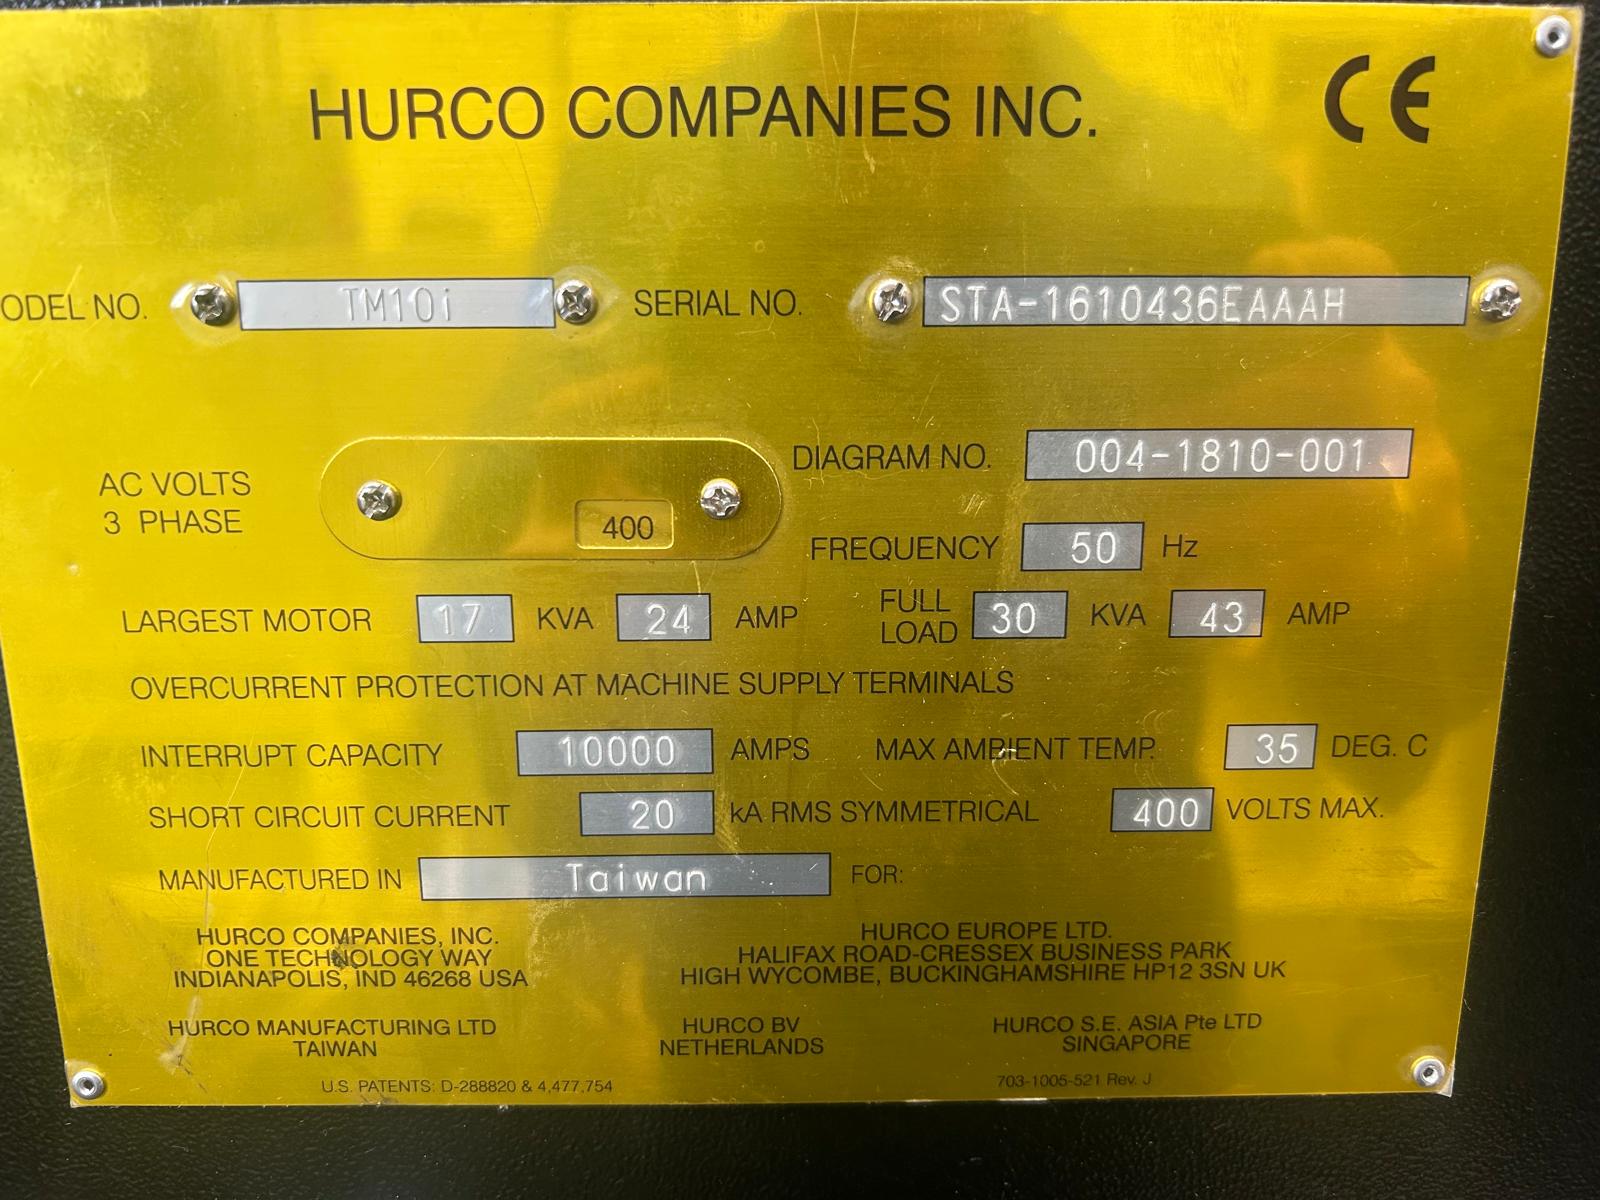 HURCO COMPANIES INC. CE
ODEL NO. TM10i SERIAL NO. STA-1610436EAAAH
AC VOLTS
3 PHASE
400
DIAGRAM NO. 004-1810-001
FREQUENCY 50 Hz
LARGEST MOTOR 17 KVA 24 AMP
FULL
LOAD 30 KVA 43 AMP
OVERCURRENT PROTECTION AT MACHINE SUPPLY TERMINALS
INTERRUPT CAPACITY 10000 AMPS MAX AMBIENT TEMP. 35 DEG. C
SHORT CIRCUIT CURRENT 20 kA RMS SYMMETRICAL 400 VOLTS MAX.
MANUFACTURED IN Taiwan FOR:
HURCO COMPANIES, INC.
ONE TECHNOLOGY WAY
INDIANAPOLIS, IND 46268 USA
HURCO EUROPE LTD.
HALIFAX ROAD-CRESSEX BUSINESS PARK
HIGH WYCOMBE, BUCKINGHAMSHIRE HP12 3SN UK
HURCO MANUFACTURING LTD
TAIWAN
HURCO BV
NETHERLANDS
HURCO S.E. ASIA Pte LTD
SINGAPORE
U.S. PATENTS: D-288820 & 4,477,754
703-1005-521 Rev. J